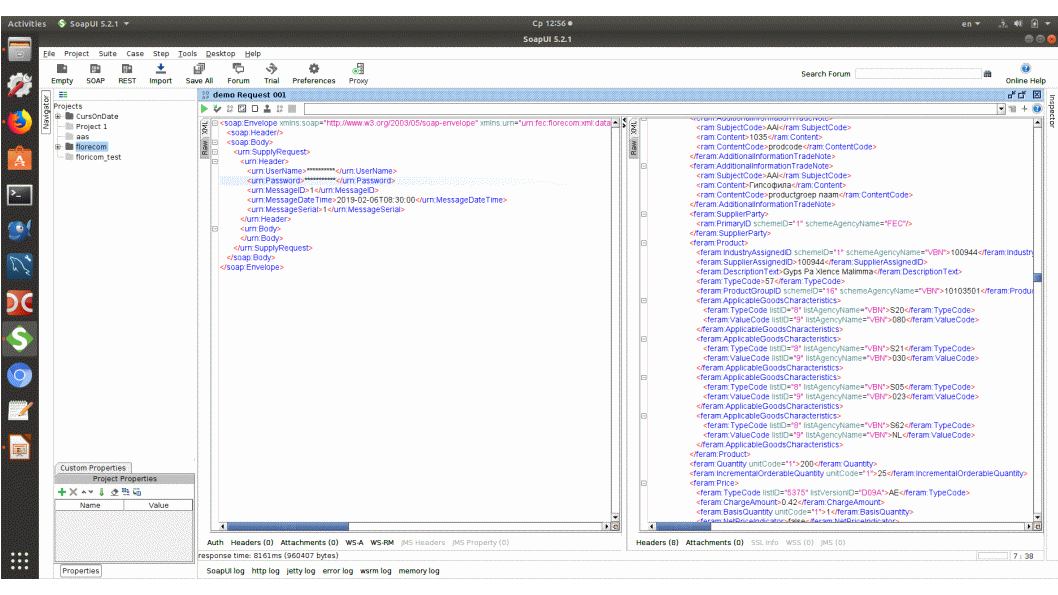 Activities SoapUI 5.2.1 Ср 12:56 en
SoapUI 5.2.1
File Project Suite Case Step Tools Desktop Help
Empty SOAP REST Import Save All Forum Trial Preferences Proxy Search Forum Online Help
Navigator
Projects
CursOnDate
Project 1
aas
florecom
floricom_test
Custom Properties
Project Properties
Name Value
Properties
demo Request 001
XML
Raw
<soap:Envelope xmlns:soap="http://www.w3.org/2003/05/soap-envelope" xmlns:urn="urn:fec:florecom:xml:data
<soap:Header/>
<soap:Body>
<urn:SupplyRequest>
<urn:Header>
<urn:UserName>**********</urn:UserName>
<urn:Password>***********</urn:Password>
<urn:MessageID>1</urn:MessageID>
<urn:MessageDateTime>2019-02-06T08:30:00</urn:MessageDateTime>
<urn:MessageSerial>1</urn:MessageSerial>
</urn:Header>
<urn:Body>
</urn:Body>
</urn:SupplyRequest>
</soap:Body>
</soap:Envelope>
Auth Headers (0) Attachments (0) WS-A WS-RM JMS Headers JMS Property (0)
XML
Raw
<feram:AdditionalInformationTradeNote>
<ram:SubjectCode>AAI</ram:SubjectCode>
<ram:Content>1035</ram:Content>
<ram:ContentCode>prodcode</ram:ContentCode>
</feram:AdditionalInformationTradeNote>
<feram:AdditionalInformationTradeNote>
<ram:SubjectCode>AAI</ram:SubjectCode>
<ram:Content>Гипсофила</ram:Content>
<ram:ContentCode>productgroep naam</ram:ContentCode>
</feram:AdditionalInformationTradeNote>
<feram:SupplierParty>
<ram:PrimaryID schemeID="1" schemeAgencyName="FEC"/>
</feram:SupplierParty>
<feram:Product>
<feram:IndustryAssignedID schemeID="1" schemeAgencyName="VBN">100944</feram:Industry
<feram:SupplierAssignedID>100944</feram:SupplierAssignedID>
<feram:DescriptionText>Gyps Pa Xlence Malimma</feram:DescriptionText>
<feram:TypeCode>57</feram:TypeCode>
<feram:ProductGroupID schemeID="16" schemeAgencyName="VBN">10103501</feram:Produ
<feram:ApplicableGoodsCharacteristics>
<feram:TypeCode listID="8" listAgencyName="VBN">S20</feram:TypeCode>
<feram:ValueCode listID="9" listAgencyName="VBN">080</feram:ValueCode>
</feram:ApplicableGoodsCharacteristics>
<feram:ApplicableGoodsCharacteristics>
<feram:TypeCode listID="8" listAgencyName="VBN">S21</feram:TypeCode>
<feram:ValueCode listID="9" listAgencyName="VBN">030</feram:ValueCode>
</feram:ApplicableGoodsCharacteristics>
<feram:ApplicableGoodsCharacteristics>
<feram:TypeCode listID="8" listAgencyName="VBN">S05</feram:TypeCode>
<feram:ValueCode listID="9" listAgencyName="VBN">023</feram:ValueCode>
</feram:ApplicableGoodsCharacteristics>
<feram:ApplicableGoodsCharacteristics>
<feram:TypeCode listID="8" listAgencyName="VBN">S62</feram:TypeCode>
<feram:ValueCode listID="9" listAgencyName="VBN">NL</feram:ValueCode>
</feram:ApplicableGoodsCharacteristics>
</feram:Product>
<feram:Quantity unitCode="1">200</feram:Quantity>
<feram:IncrementalOrderableQuantity unitCode="1">25</feram:IncrementalOrderableQuantity>
<feram:Price>
<feram:TypeCode listID="5375" listVersionID="D09A">AE</feram:TypeCode>
<feram:ChargeAmount>0.42</feram:ChargeAmount>
<feram:BasisQuantity unitCode="1">1</feram:BasisQuantity>
<feram:NetPriceIndicator>false</feram:NetPriceIndicator>
Headers (8) Attachments (0) SSL Info WSS (0) JMS (0)
Inspector
response time: 8161ms (960407 bytes) 7 : 38
SoapUI log http log jetty log error log wsrm log memory log